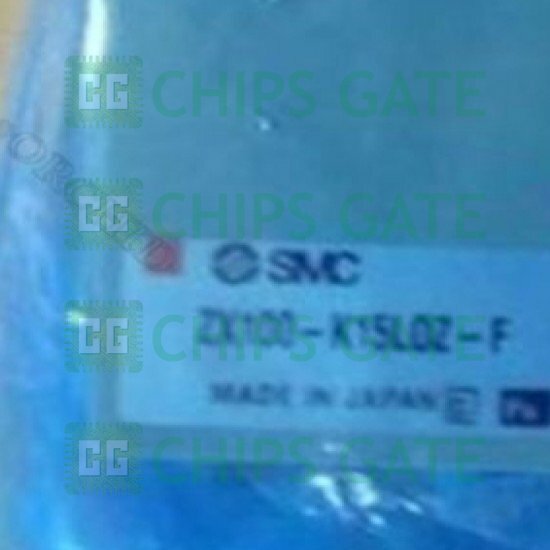 CG CHIPS GATE
CG CHIPS GATE
SMC
ZX100-K15LOZ-F
CG CHIPS GATE
MADE IN JAPAN
CG CHIPS GATE